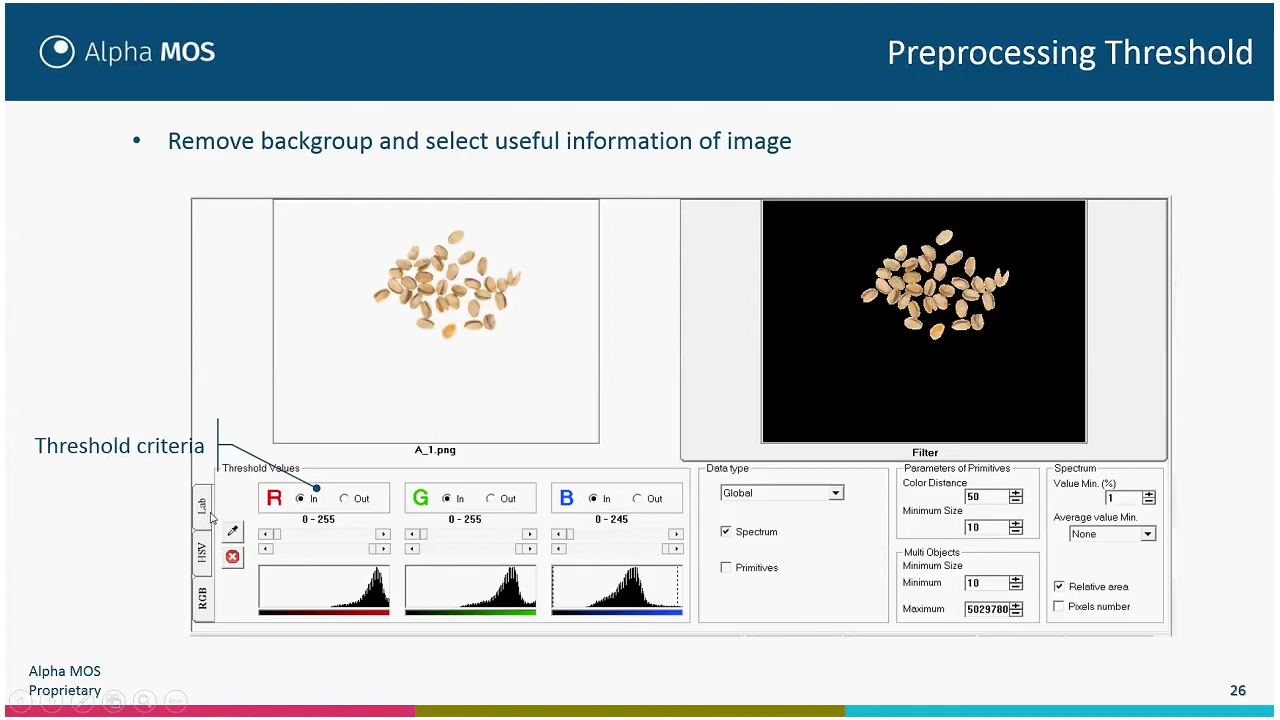 Alpha MOS
Preprocessing Threshold
• Remove backgroup and select useful information of image
A_1.png
Filter
Threshold criteria
Threshold Values
R In Out
0 - 255
G In Out
0 - 255
B In Out
0 - 245
Lab
HSV
RGB
Data type
Global
Spectrum
Primitives
Parameters of Primitives
Color Distance
50
Minimum Size
10
Multi Objects
Minimum Size
Minimum 10
Maximum 5029780
Spectrum
Value Min. (%)
1
Average value Min.
None
Relative area
Pixels number
Alpha MOS
Proprietary
26